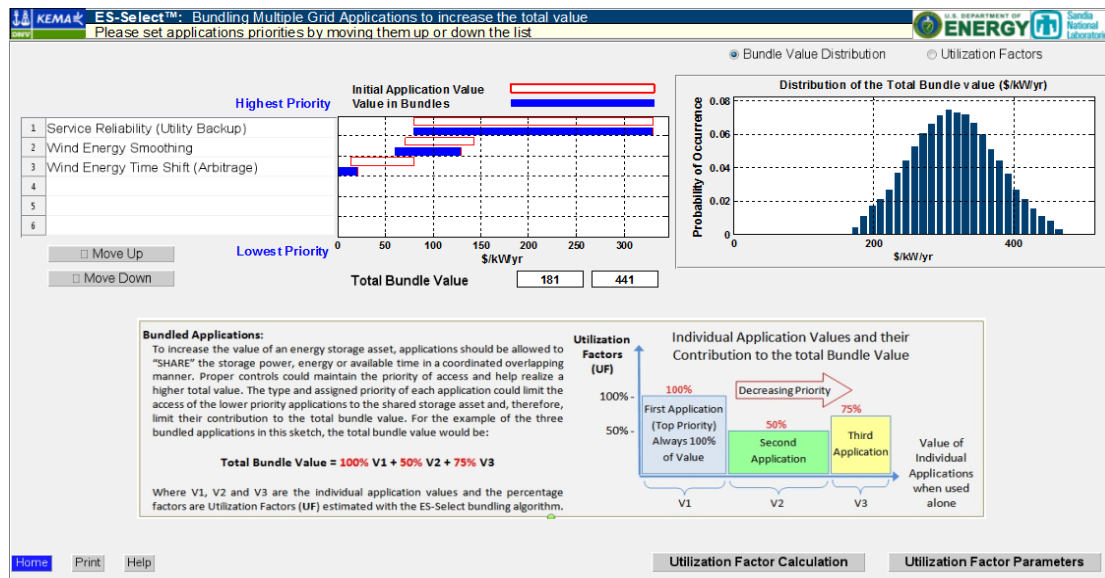 DNV KEMA
ES-Select™: Bundling Multiple Grid Applications to increase the total value
Please set applications priorities by moving them up or down the list
U.S. DEPARTMENT OF
ENERGY
Sandia
National
Laboratories
Bundle Value Distribution
Utilization Factors
Highest Priority
Initial Application Value
Value in Bundles
1 Service Reliability (Utility Backup)
2 Wind Energy Smoothing
3 Wind Energy Time Shift (Arbitrage)
4
5
6
Lowest Priority
0 50 100 150 200 250 300
$/kW/yr
Move Up
Move Down
Total Bundle Value 181 441
Distribution of the Total Bundle value ($/kW/yr)
Probability of Occurrence
0.08
0.06
0.04
0.02
0
0 200 400
$/kW/yr
Bundled Applications:
To increase the value of an energy storage asset, applications should be allowed to
"SHARE" the storage power, energy or available time in a coordinated overlapping
manner. Proper controls could maintain the priority of access and help realize a
higher total value. The type and assigned priority of each application could limit the
access of the lower priority applications to the shared storage asset and, therefore,
limit their contribution to the total bundle value. For the example of the three
bundled applications in this sketch, the total bundle value would be:
Total Bundle Value = 100% V1 + 50% V2 + 75% V3
Where V1, V2 and V3 are the individual application values and the percentage
factors are Utilization Factors (UF) estimated with the ES-Select bundling algorithm.
Utilization
Factors
(UF)
Individual Application Values and their
Contribution to the total Bundle Value
100%
Decreasing Priority
100% -
50% -
First Application
(Top Priority)
Always 100%
of Value
50%
Second
Application
75%
Third
Application
Value of
Individual
Applications
when used
alone
V1
V2
V3
Home
Print
Help
Utilization Factor Calculation
Utilization Factor Parameters